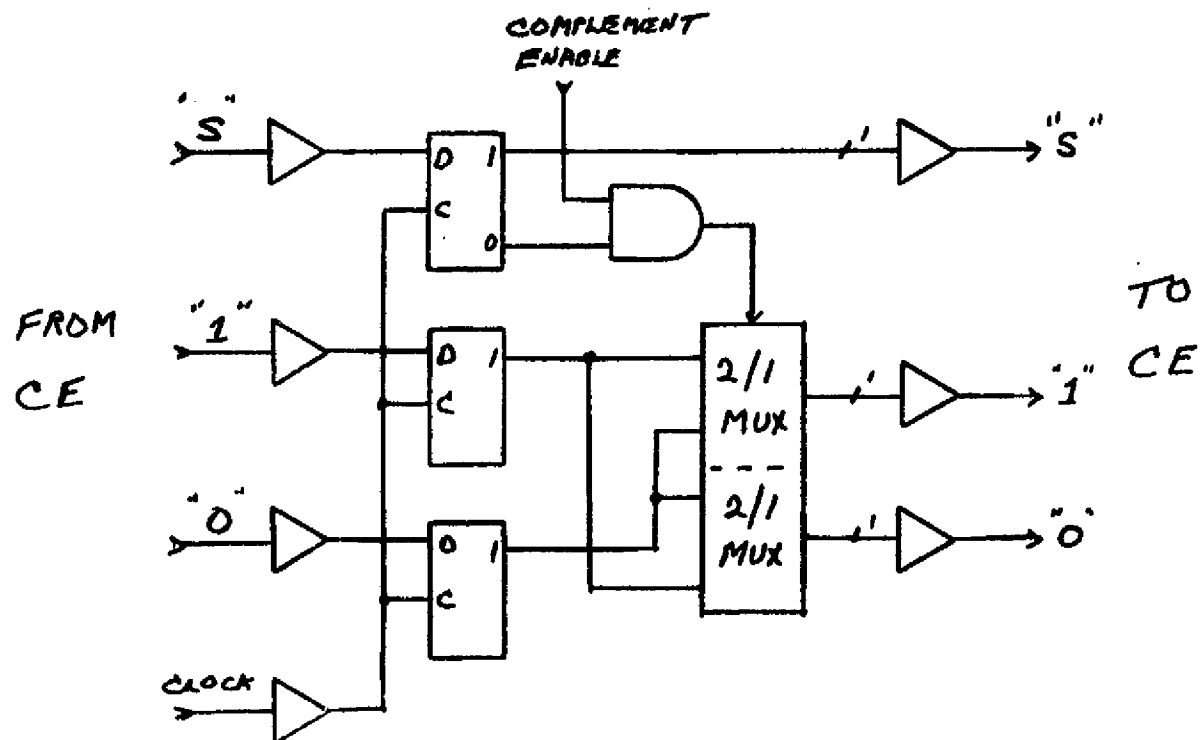 COMPLEMENT
ENABLE
"S"
D 1
C
0
"S"
FROM
CE
"1"
D 1
C
2/1
MUX
"1"
TO
CE
"0"
D 1
C
2/1
MUX
"0"
CLOCK